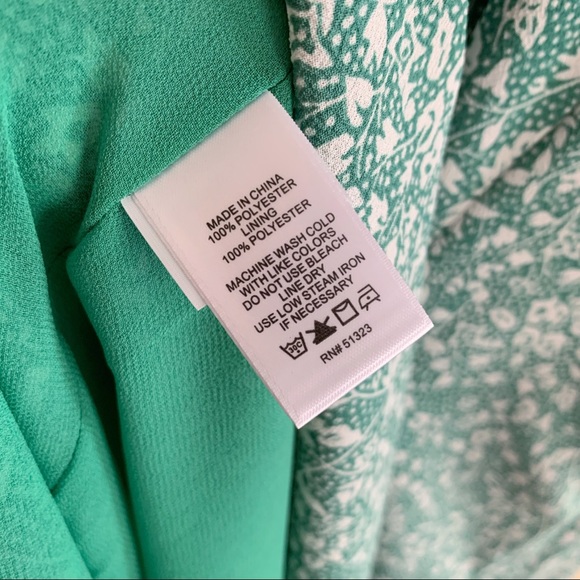 MADE IN CHINA
100% POLYESTER
LINING
100% POLYESTER
MACHINE WASH COLD
WITH LIKE COLORS
DO NOT USE BLEACH
LINE DRY
USE LOW STEAM IRON
IF NECESSARY
30C
RN# 51323